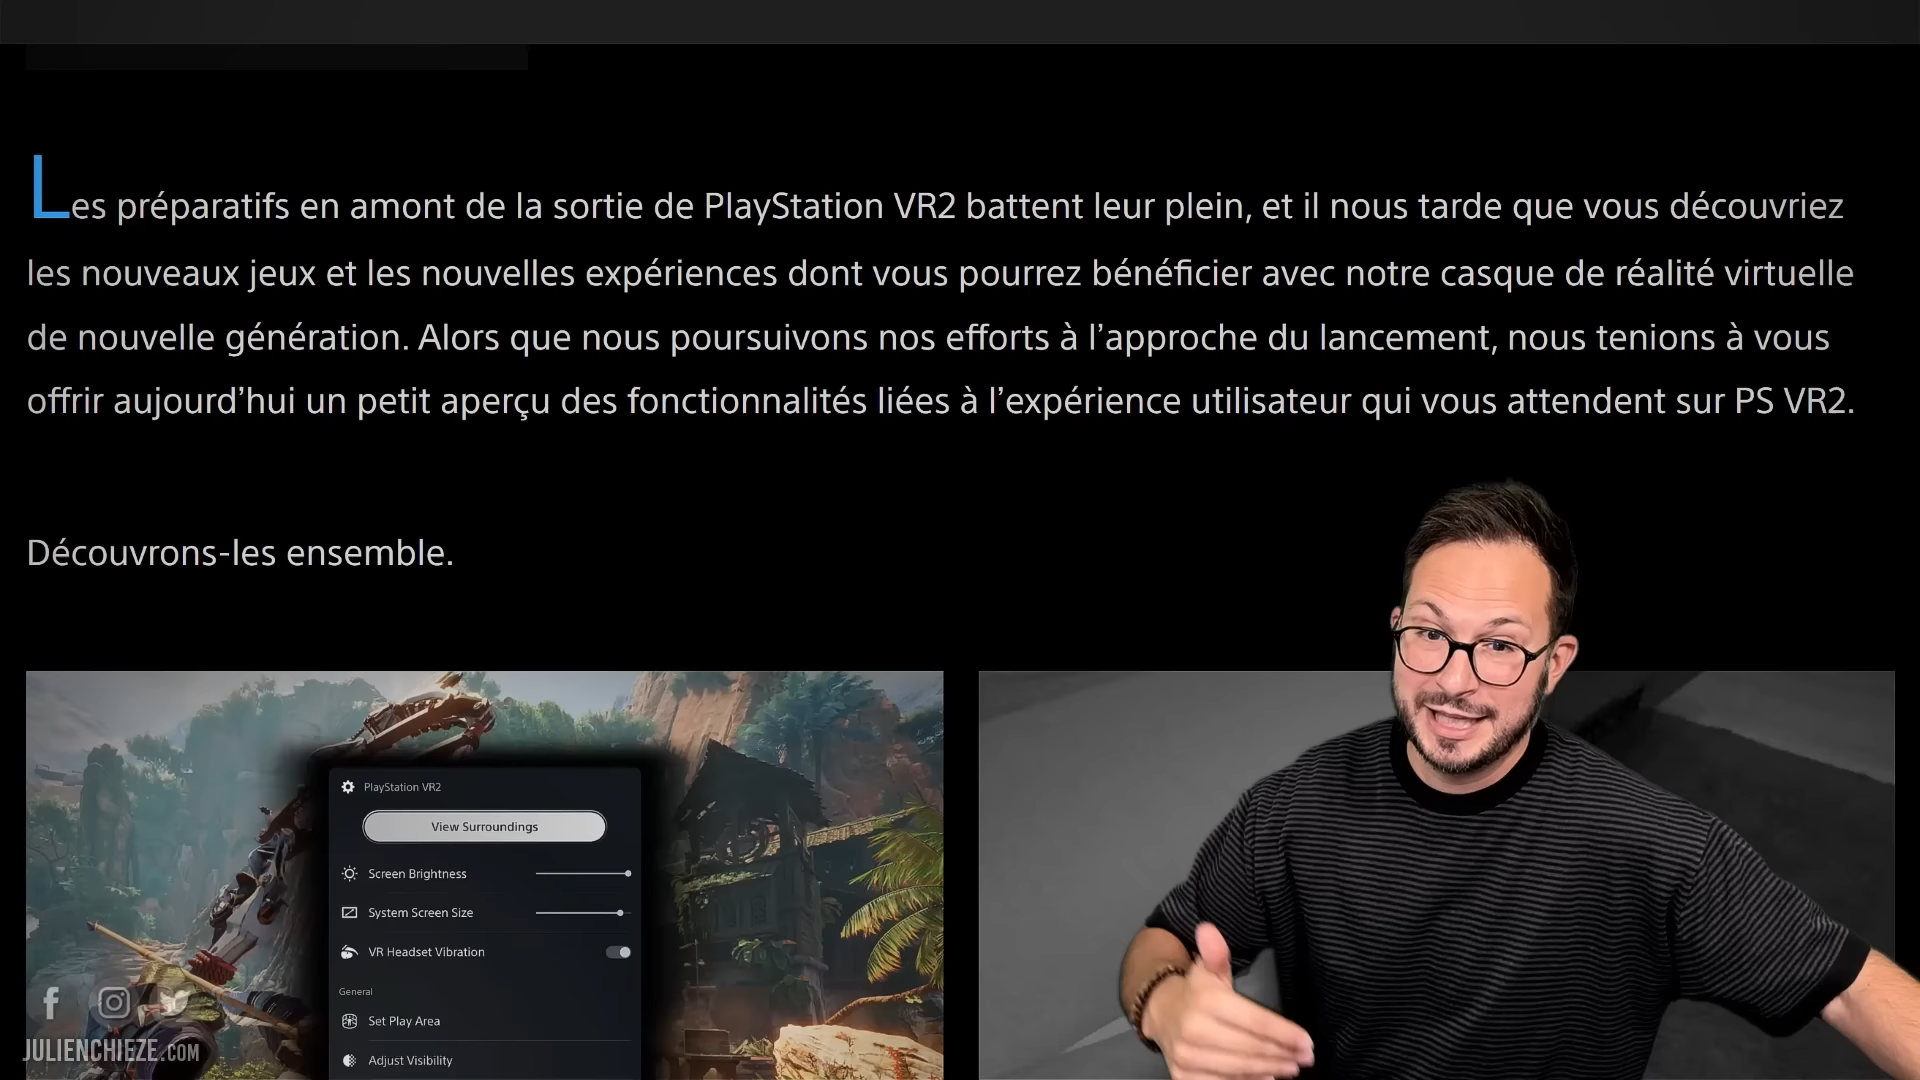 Les préparatifs en amont de la sortie de PlayStation VR2 battent leur plein, et il nous tarde que vous découvriez
les nouveaux jeux et les nouvelles expériences dont vous pourrez bénéficier avec notre casque de réalité virtuelle
de nouvelle génération. Alors que nous poursuivons nos efforts à l’approche du lancement, nous tenions à vous
offrir aujourd’hui un petit aperçu des fonctionnalités liées à l’expérience utilisateur qui vous attendent sur PS VR2.
Découvrons-les ensemble.
PlayStation VR2
View Surroundings
Screen Brightness
System Screen Size
VR Headset Vibration
General
Set Play Area
Adjust Visibility
JULIENCHIEZE.COM